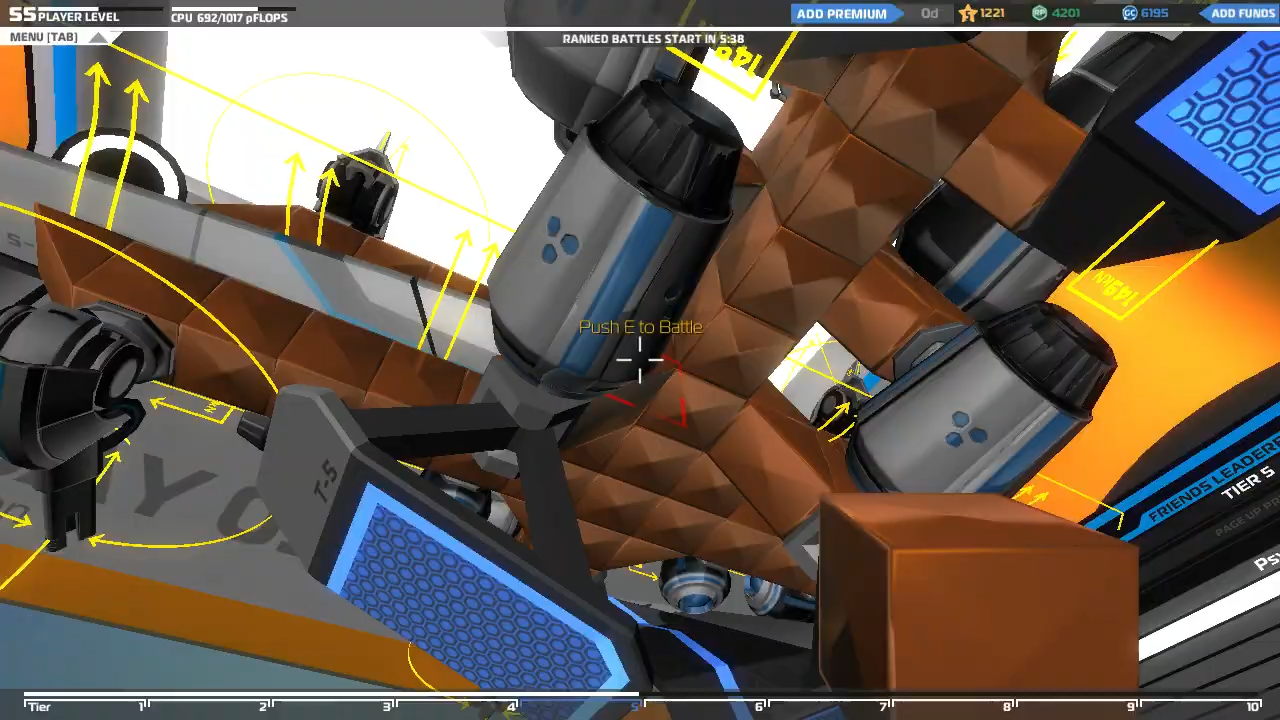 55 PLAYER LEVEL
CPU 692/1017 pFLOPS
ADD PREMIUM
0d
1221
RP 4201
GC 6195
ADD FUNDS
MENU [TAB]
RANKED BATTLES START IN 5:38
Push E to Battle
T-5
FRIENDS LEADER
TIER 5
PAGE UP
Tier 1 2 3 4 5 6 7 8 9 10